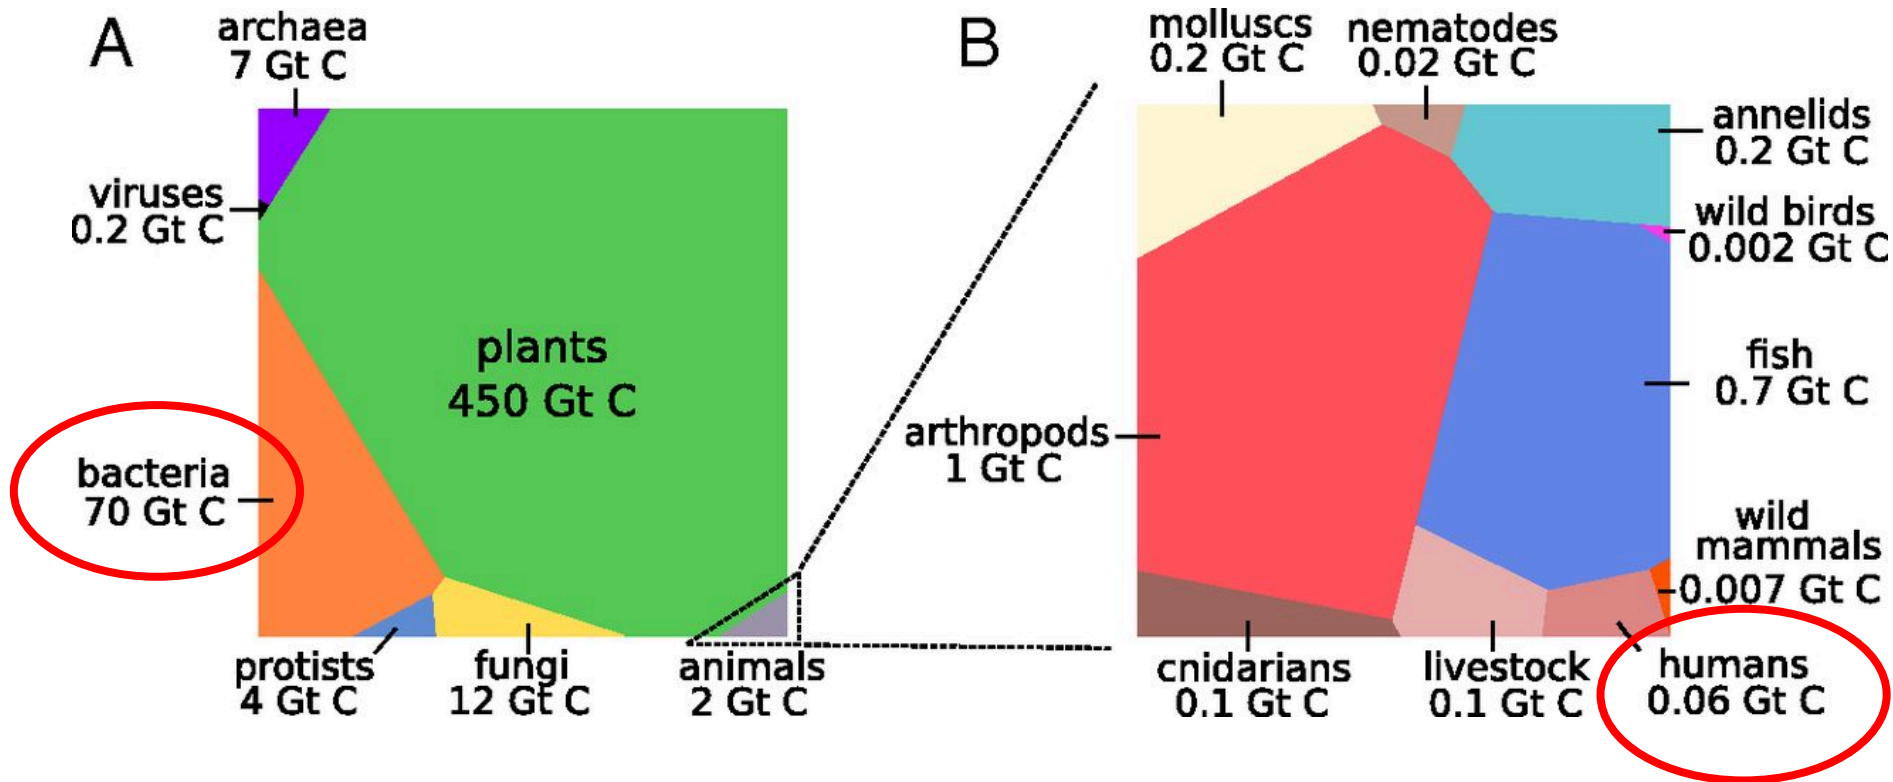 A
archaea
7 Gt C
viruses
0.2 Gt C
plants
450 Gt C
bacteria
70 Gt C
protists
4 Gt C
fungi
12 Gt C
animals
2 Gt C
B
molluscs
0.2 Gt C
nematodes
0.02 Gt C
annelids
0.2 Gt C
wild birds
0.002 Gt C
fish
0.7 Gt C
arthropods
1 Gt C
wild
mammals
0.007 Gt C
cnidarians
0.1 Gt C
livestock
0.1 Gt C
humans
0.06 Gt C